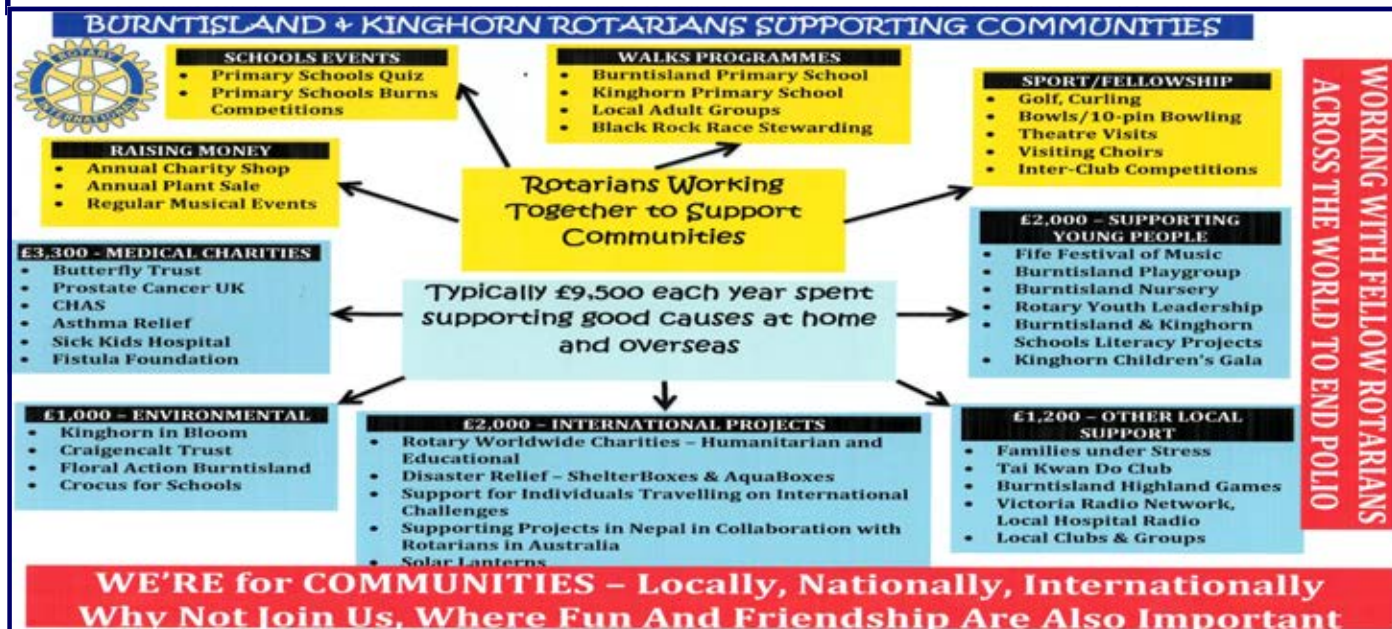 BURNTISLAND & KINGHORN ROTARIANS SUPPORTING COMMUNITIES
ROTARY
INTERNATIONAL
SCHOOLS EVENTS
• Primary Schools Quiz
• Primary Schools Burns
Competitions
WALKS PROGRAMMES
• Burntisland Primary School
• Kinghorn Primary School
• Local Adult Groups
• Black Rock Race Stewarding
SPORT/FELLOWSHIP
• Golf, Curling
• Bowls/10-pin Bowling
• Theatre Visits
• Visiting Choirs
• Inter-Club Competitions
RAISING MONEY
• Annual Charity Shop
• Annual Plant Sale
• Regular Musical Events
Rotarians Working
Together to Support
Communities
£3,300 - MEDICAL CHARITIES
• Butterfly Trust
• Prostate Cancer UK
• CHAS
• Asthma Relief
• Sick Kids Hospital
• Fistula Foundation
Typically £9,500 each year spent
supporting good causes at home
and overseas
£2,000 – SUPPORTING
YOUNG PEOPLE
• Fife Festival of Music
• Burntisland Playgroup
• Burntisland Nursery
• Rotary Youth Leadership
• Burntisland & Kinghorn
Schools Literacy Projects
• Kinghorn Children's Gala
£1,000 – ENVIRONMENTAL
• Kinghorn in Bloom
• Craigencalt Trust
• Floral Action Burntisland
• Crocus for Schools
£2,000 – INTERNATIONAL PROJECTS
• Rotary Worldwide Charities – Humanitarian and
Educational
• Disaster Relief – ShelterBoxes & AquaBoxes
• Support for Individuals Travelling on International
Challenges
• Supporting Projects in Nepal in Collaboration with
Rotarians in Australia
• Solar Lanterns
£1,200 – OTHER LOCAL
SUPPORT
• Families under Stress
• Tai Kwan Do Club
• Burntisland Highland Games
• Victoria Radio Network,
Local Hospital Radio
• Local Clubs & Groups
WORKING WITH FELLOW ROTARIANS
ACROSS THE WORLD TO END POLIO
WE'RE for COMMUNITIES – Locally, Nationally, Internationally
Why Not Join Us, Where Fun And Friendship Are Also Important